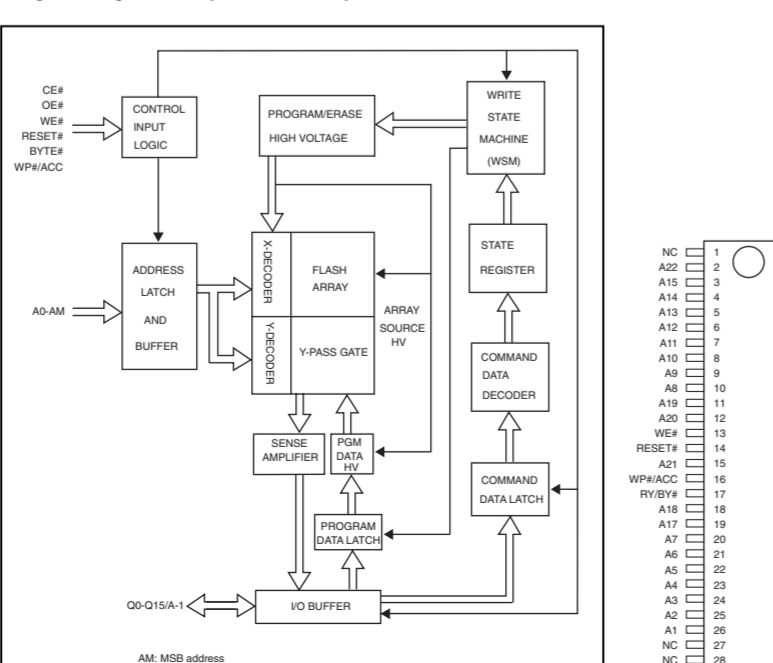 CE#
OE#
WE#
RESET#
BYTE#
WP#/ACC
CONTROL
INPUT
LOGIC
PROGRAM/ERASE
HIGH VOLTAGE
WRITE
STATE
MACHINE
(WSM)
STATE
REGISTER
A0-AM
ADDRESS
LATCH
AND
BUFFER
X-DECODER
FLASH
ARRAY
ARRAY
SOURCE
HV
Y-DECODER
Y-PASS GATE
COMMAND
DATA
DECODER
SENSE
AMPLIFIER
PGM
DATA
HV
COMMAND
DATA LATCH
PROGRAM
DATA LATCH
Q0-Q15/A-1
I/O BUFFER
AM: MSB address
NC 1
A22 2
A15 3
A14 4
A13 5
A12 6
A11 7
A10 8
A9 9
A8 10
A19 11
A20 12
WE# 13
RESET# 14
A21 15
WP#/ACC 16
RY/BY# 17
A18 18
A17 19
A7 20
A6 21
A5 22
A4 23
A3 24
A2 25
A1 26
NC 27
NC 28